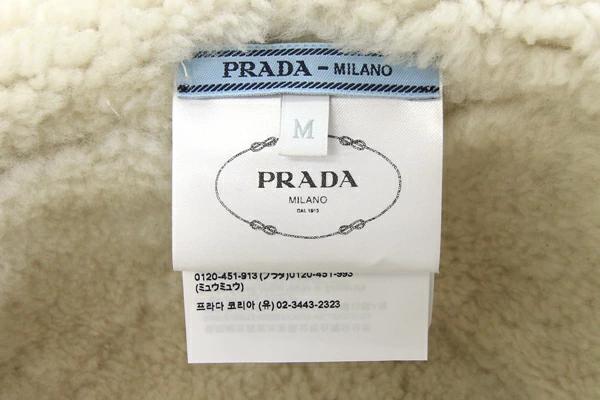 PRADA - MILANO
M
PRADA
MILANO
DAL 1913
0120-451-913 (プラダ)0120-451-993
(ミュウミュウ)
프라다 코리아 (유) 02-3443-2323